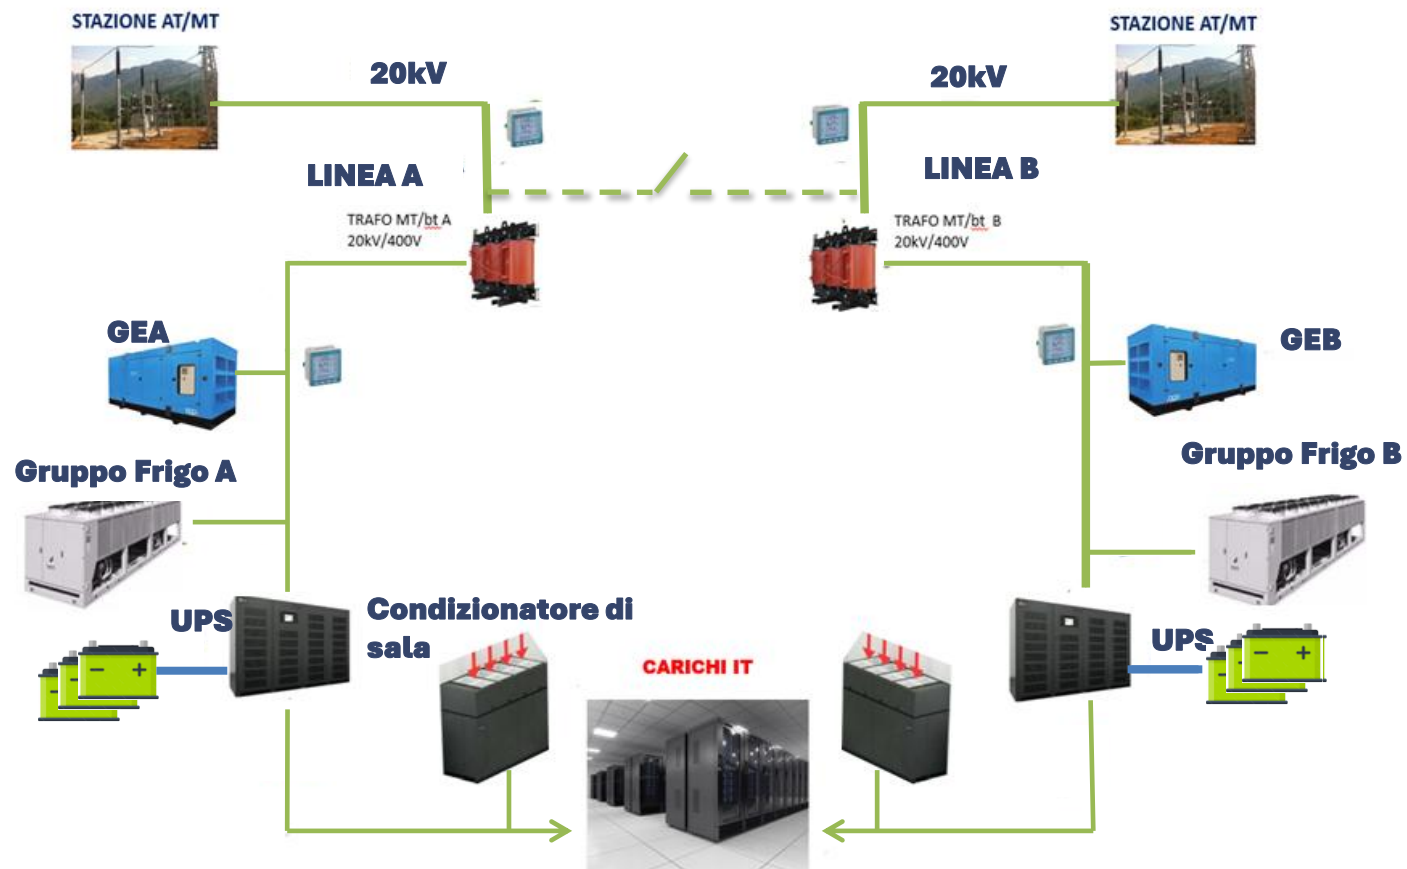 STAZIONE AT/MT
STAZIONE AT/MT
20kV
20kV
LINEA A
LINEA B
TRAFO MT/bt A
20kV/400V
TRAFO MT/bt B
20kV/400V
GEA
GEB
Gruppo Frigo A
Gruppo Frigo B
UPS
Condizionatore di
sala
CARICHI IT
UPS